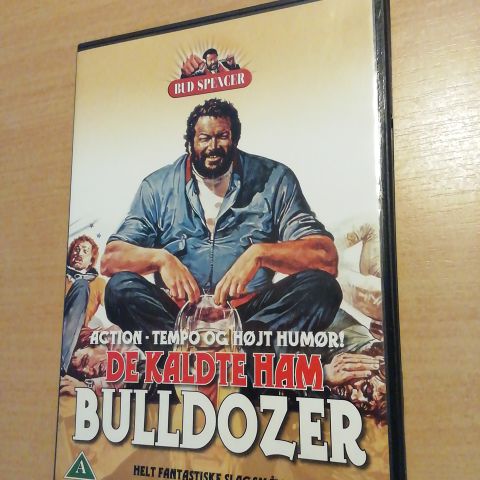 BUD SPENCER
ACTION · TEMPO OG HØJT HUMØR!
DE KALDTE HAM
BULLDOZER
A
HELT FANTASTISKE